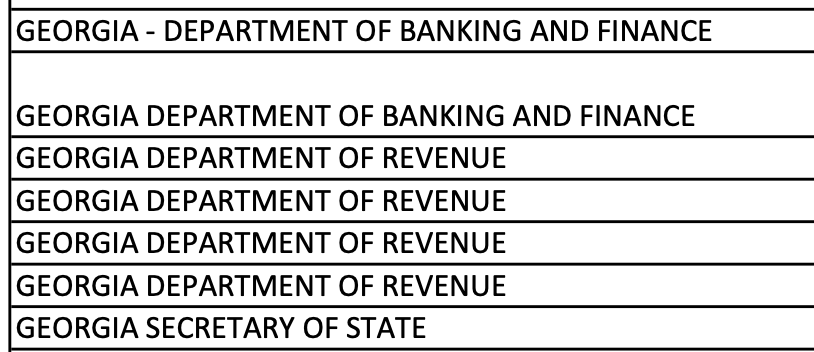 GEORGIA - DEPARTMENT OF BANKING AND FINANCE
GEORGIA DEPARTMENT OF BANKING AND FINANCE
GEORGIA DEPARTMENT OF REVENUE
GEORGIA DEPARTMENT OF REVENUE
GEORGIA DEPARTMENT OF REVENUE
GEORGIA DEPARTMENT OF REVENUE
GEORGIA SECRETARY OF STATE